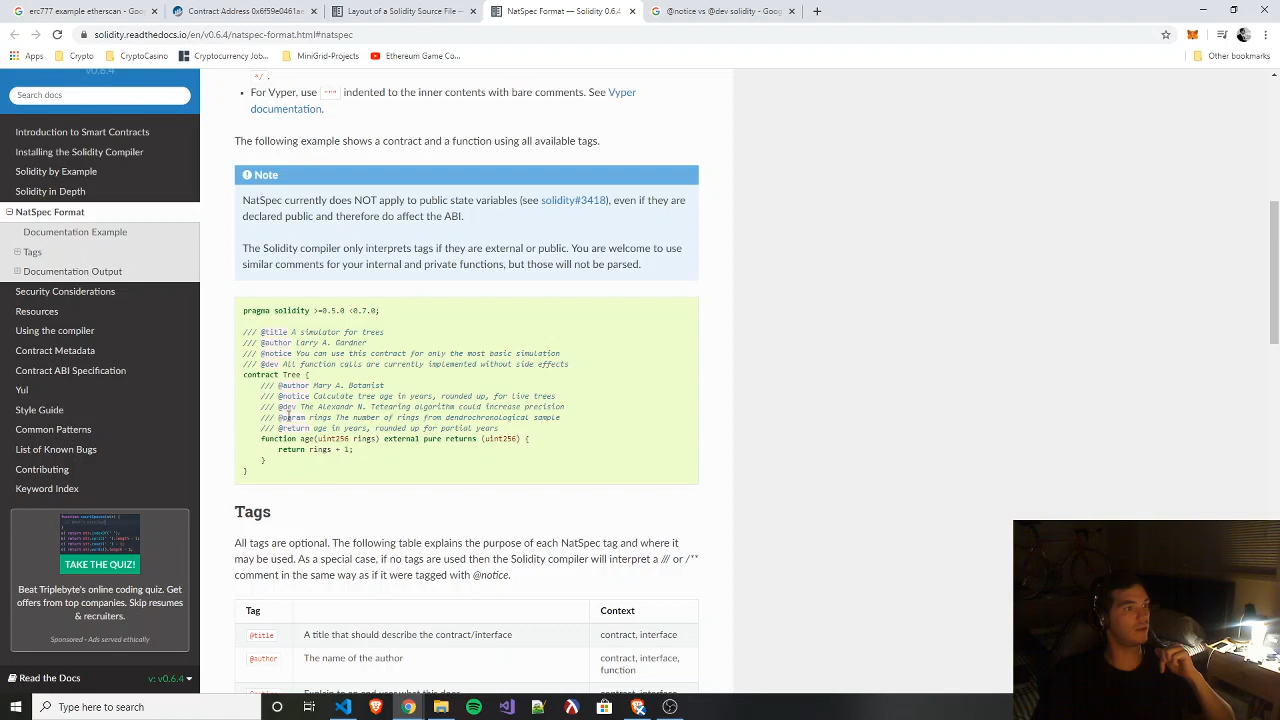 erc777 example etherscan - Goog
Contract Address 0x6f59e0461ae
Layout of a Solidity Source File —
NatSpec Format — Solidity 0.6.4
@notice vs @dev solidity - Googl
solidity.readthedocs.io/en/v0.6.4/natspec-format.html#natspec
Apps
Crypto
CryptoCasino
Cryptocurrency Job...
MiniGrid-Projects
Ethereum Game Co...
Other bookmarks
v0.6.4
Search docs
Introduction to Smart Contracts
Installing the Solidity Compiler
Solidity by Example
Solidity in Depth
NatSpec Format
Documentation Example
Tags
Documentation Output
Security Considerations
Resources
Using the compiler
Contract Metadata
Contract ABI Specification
Yul
Style Guide
Common Patterns
List of Known Bugs
Contributing
Keyword Index
TAKE THE QUIZ!
Beat Triplebyte's online coding quiz. Get
offers from top companies. Skip resumes
& recruiters.
Sponsored · Ads served ethically
Read the Docs
v: v0.6.4
*/ .
For Vyper, use """ indented to the inner contents with bare comments. See Vyper
documentation.
The following example shows a contract and a function using all available tags.
Note
NatSpec currently does NOT apply to public state variables (see solidity#3418), even if they are
declared public and therefore do affect the ABI.
The Solidity compiler only interprets tags if they are external or public. You are welcome to use
similar comments for your internal and private functions, but those will not be parsed.
pragma solidity >=0.5.0 <0.7.0;
/// @title A simulator for trees
/// @author Larry A. Gardner
/// @notice You can use this contract for only the most basic simulation
/// @dev All function calls are currently implemented without side effects
contract Tree {
/// @author Mary A. Botanist
/// @notice Calculate tree age in years, rounded up, for live trees
/// @dev The Alexandr N. Tetearing algorithm could increase precision
/// @param rings The number of rings from dendrochronological sample
/// @return age in years, rounded up for partial years
function age(uint256 rings) external pure returns (uint256) {
return rings + 1;
}
}
Tags
All tags are optional. The following table explains the purpose of each NatSpec tag and where it
may be used. As a special case, if no tags are used then the Solidity compiler will interpret a /// or /**
comment in the same way as if it were tagged with @notice.
Tag
Context
@title
A title that should describe the contract/interface
contract, interface
@author
The name of the author
contract, interface,
function
Type here to search